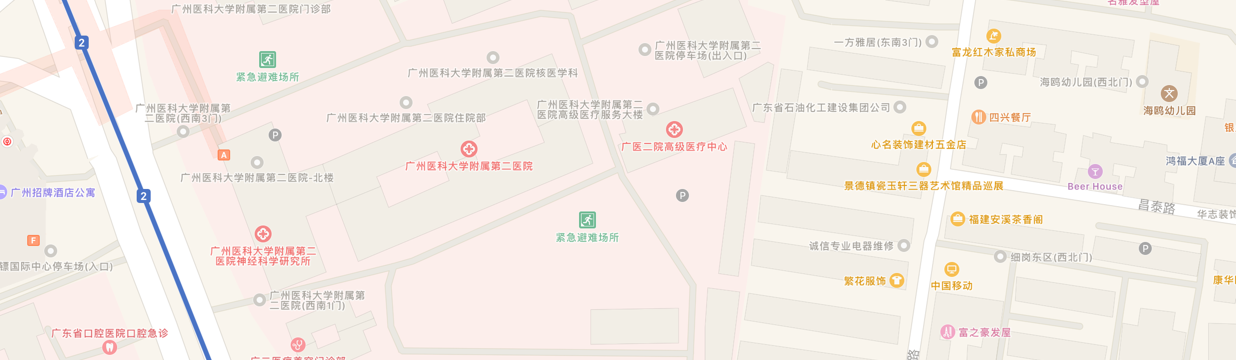 广州医科大学附属第二医院门诊部
2
紧急避难场所
广州医科大学附属第二医院核医学科
广州医科大学附属第二
医院停车场(出入口)
一方雅居(东南3门)
富龙红木家私商场
P
海鸥幼儿园(西北门)
文
海鸥幼儿园
广州医科大学附属第
二医院(西南3门)
P
广州医科大学附属第二医院住院部
广州医科大学附属第二
医院高级医疗服务大楼
广东省石油化工建设集团公司
四兴餐厅
心名装饰建材五金店
A
广州医科大学附属第二医院
广医二院高级医疗中心
鸿福大厦A座
广州医科大学附属第二医院-北楼
景德镇瓷玉轩三器艺术馆精品巡展
Beer House
广州招牌酒店公寓
2
P
昌泰路
华志装饰
福建安溪茶香阁
紧急避难场所
F
广州医科大学附属第二
医院神经科学研究所
诚信专业电器维修
P
细岗东区(西北门)
国际中心停车场(入口)
繁花服饰
中国移动
康华
广州医科大学附属第
二医院(西南1门)
广东省口腔医院口腔急诊
富之豪发屋
路